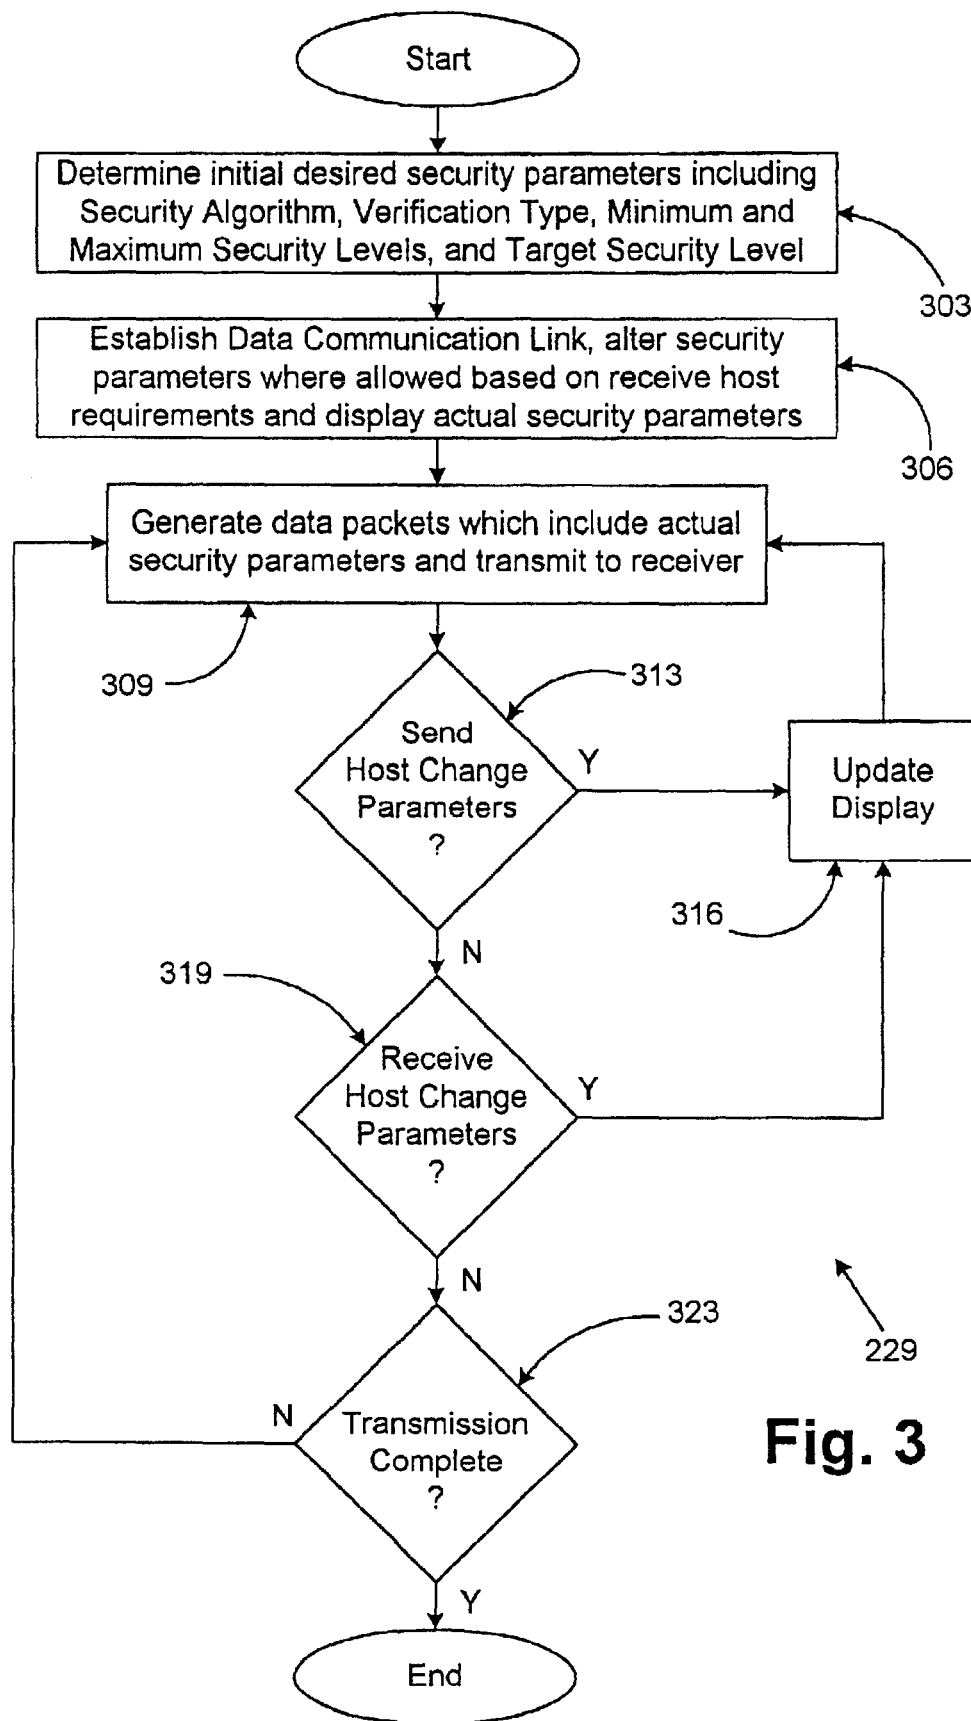 Start
Determine initial desired security parameters including
Security Algorithm, Verification Type, Minimum and
Maximum Security Levels, and Target Security Level
303
Establish Data Communication Link, alter security
parameters where allowed based on receive host
requirements and display actual security parameters
306
Generate data packets which include actual
security parameters and transmit to receiver
309
313
Send
Host Change
Parameters
?
Y
Update
Display
316
N
319
Receive
Host Change
Parameters
?
Y
N
323
229
N
Transmission
Complete
?
Fig. 3
Y
End